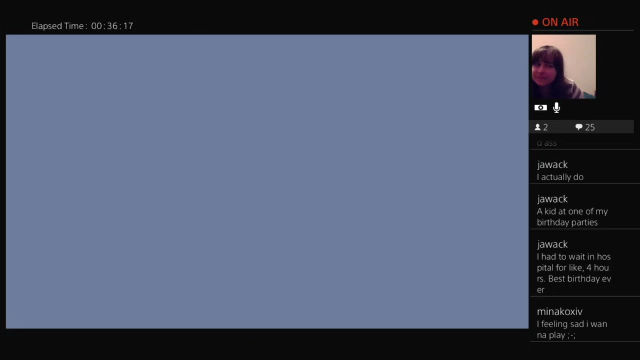 Elapsed Time : 00:36:17
ON AIR
2
25
jawack
I actually do
jawack
A kid at one of my
birthday parties
jawack
I had to wait in hos
pital for like, 4 hou
rs. Best birthday ev
er
minakoxiv
I feeling sad i wan
na play ;-;